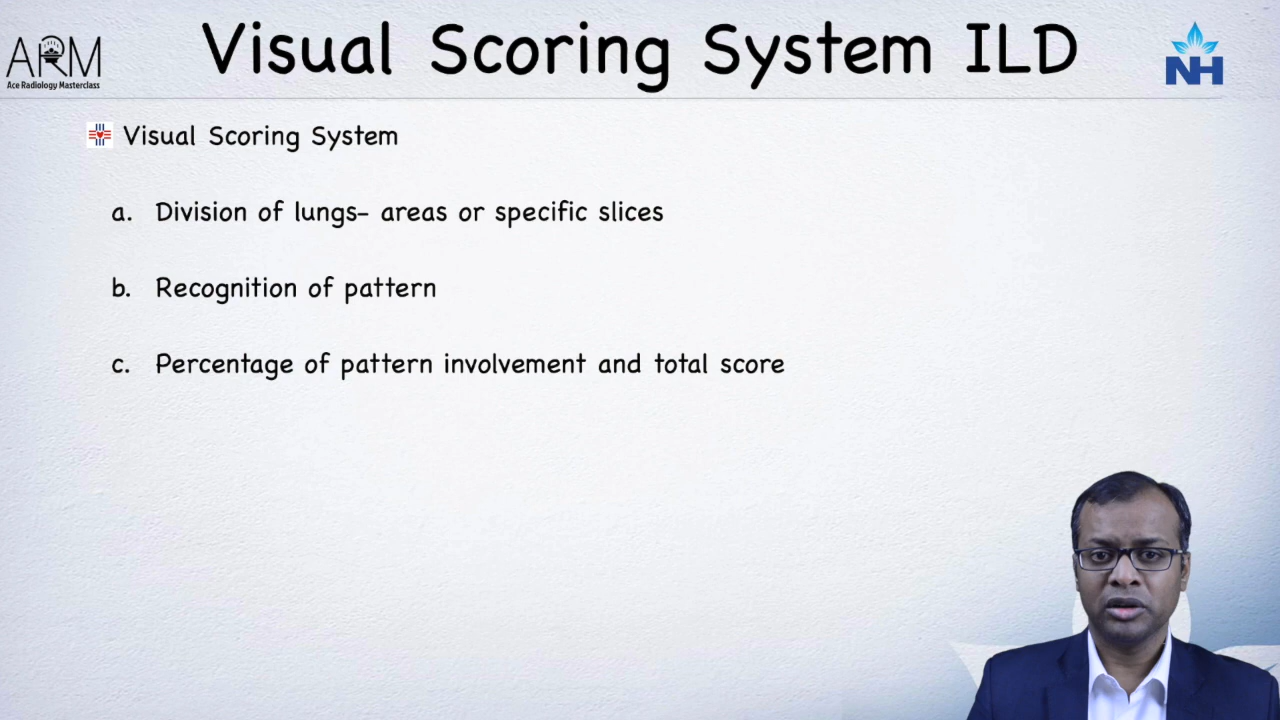 Visual Scoring System ILD
ARM
Ace Radiology Masterclass
NH
Visual Scoring System
a. Division of lungs- areas or specific slices
b. Recognition of pattern
c. Percentage of pattern involvement and total score